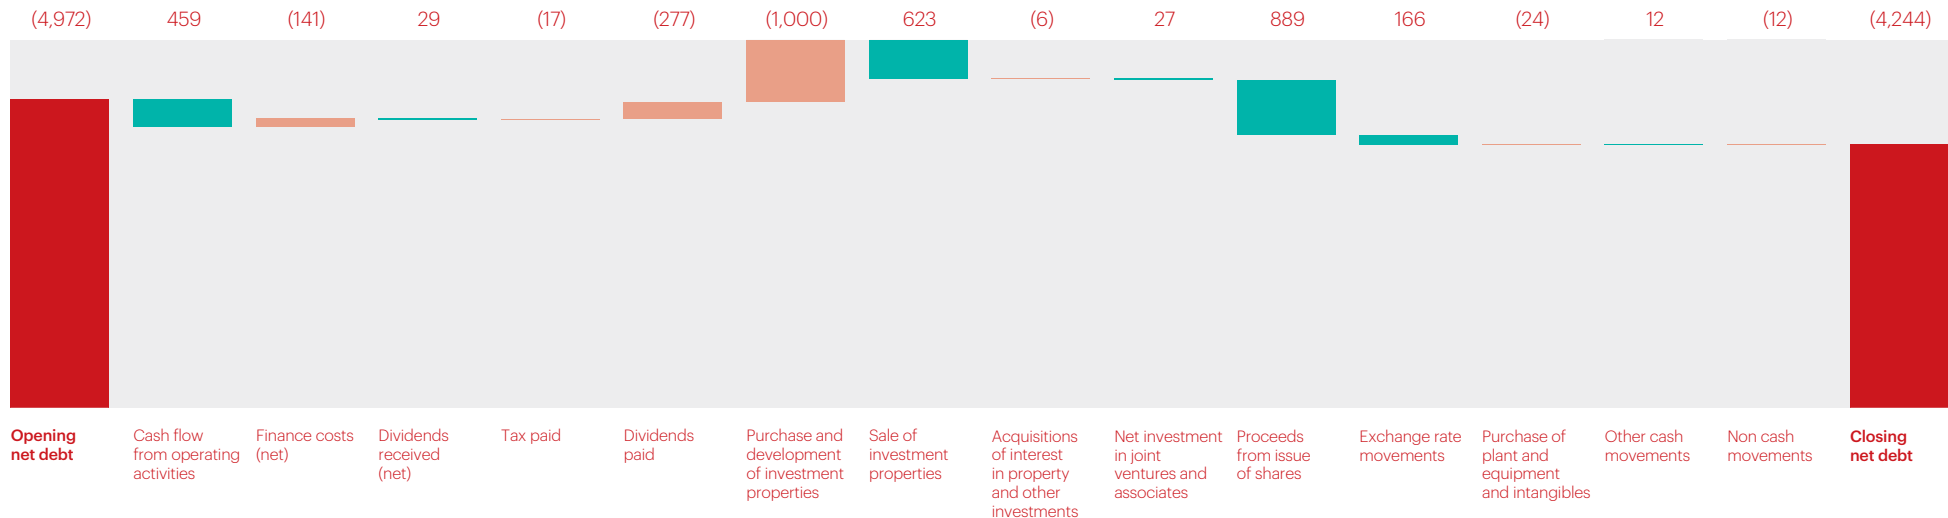 (4,972) 459 (141) 29 (17) (277) (1,000) 623 (6) 27 889 166 (24) 12 (12) (4,244)
Opening
net debt
Cash flow
from operating
activities
Finance costs
(net)
Dividends
received
(net)
Tax paid
Dividends
paid
Purchase and
development
of investment
properties
Sale of
investment
properties
Acquisitions
of interest
in property
and other
investments
Net investment
in joint
ventures and
associates
Proceeds
from issue
of shares
Exchange rate
movements
Purchase of
plant and
equipment
and intangibles
Other cash
movements
Non cash
movements
Closing
net debt